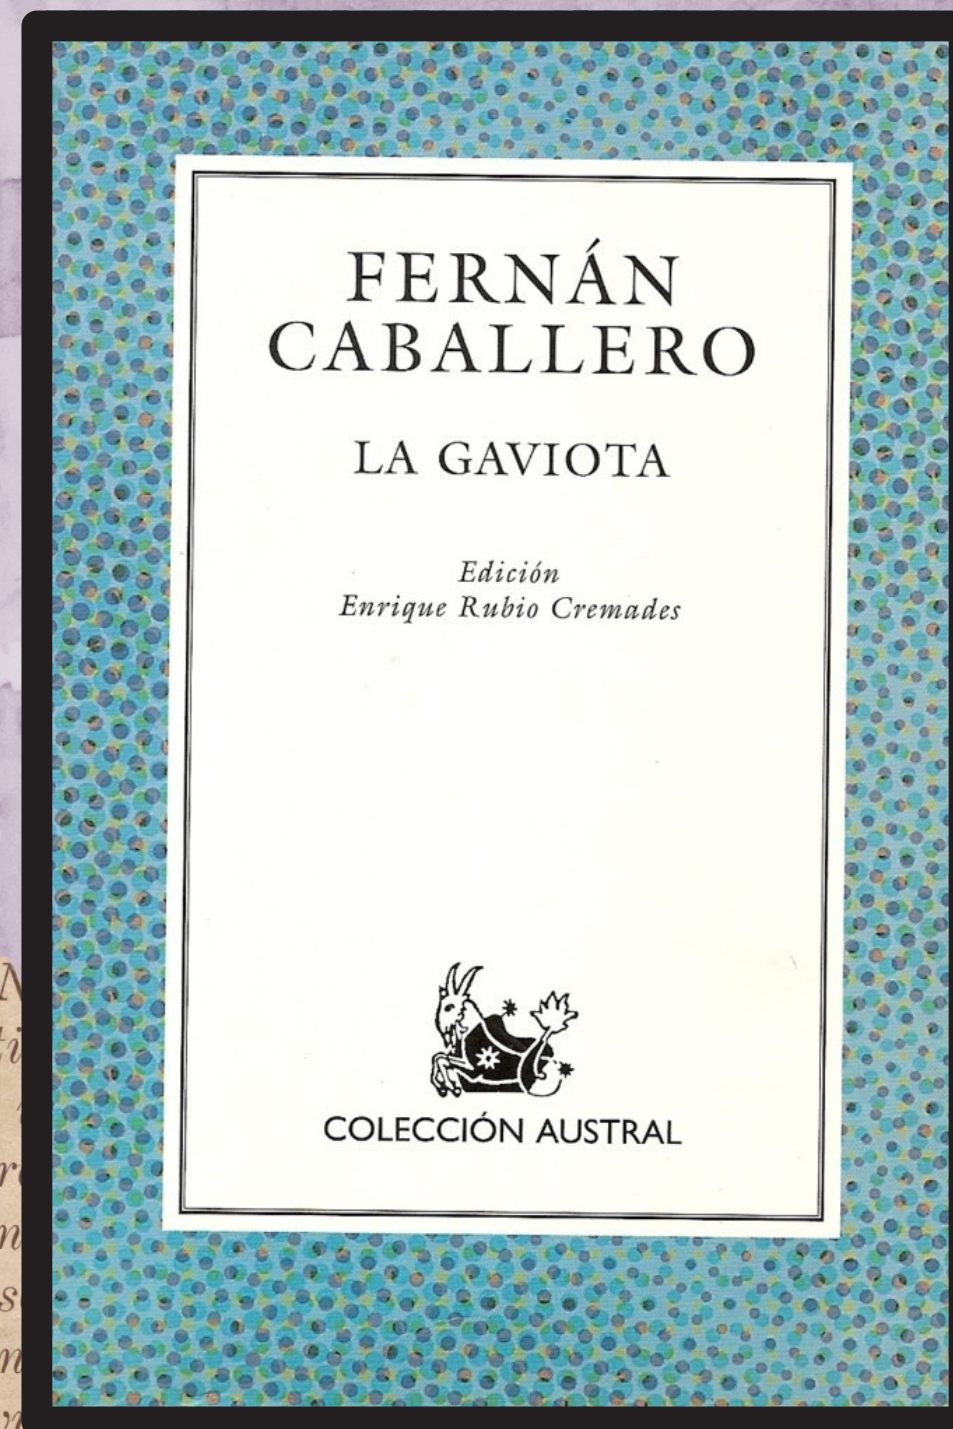 FERNÁN
CABALLERO
LA GAVIOTA
Edición
Enrique Rubio Cremades
COLECCIÓN AUSTRAL